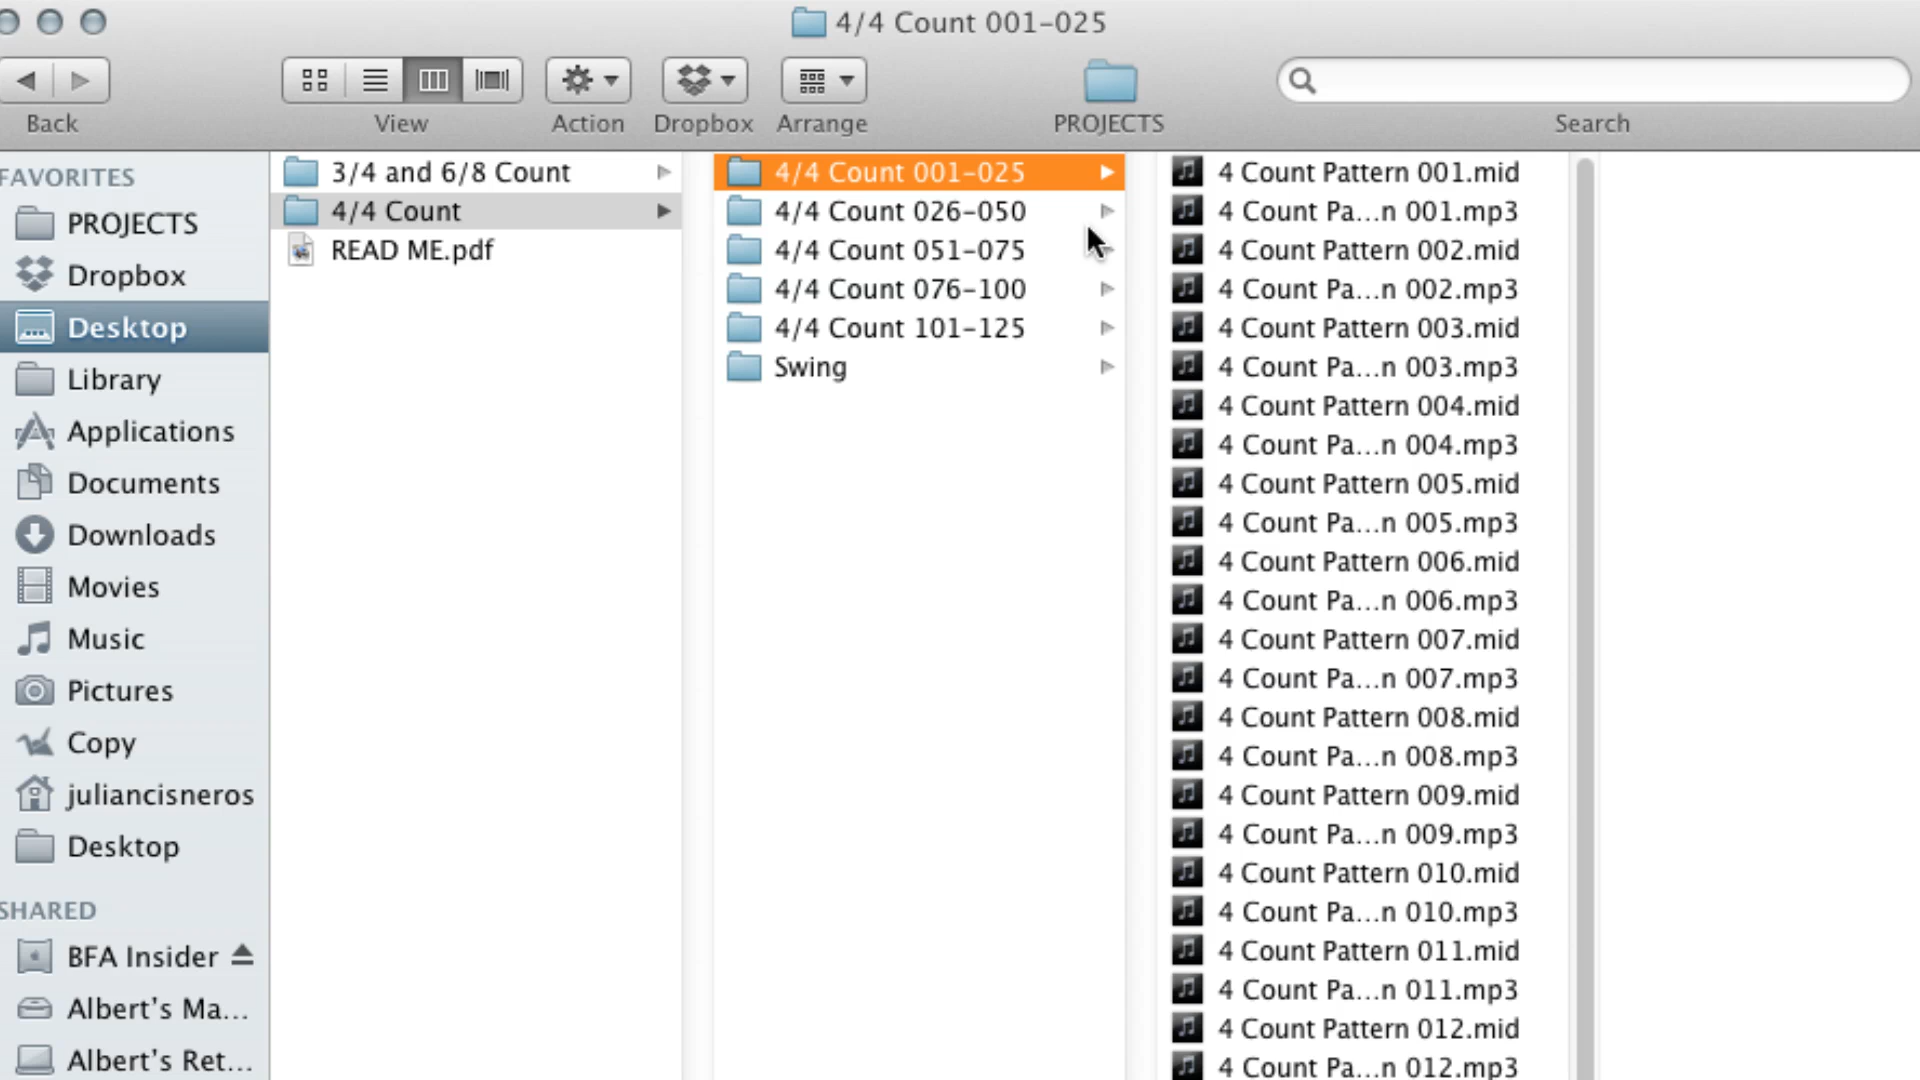 4/4 Count 001-025
Back
View
Action
Dropbox
Arrange
PROJECTS
Search
FAVORITES
PROJECTS
Dropbox
Desktop
Library
Applications
Documents
Downloads
Movies
Music
Pictures
Copy
juliancisneros
Desktop
SHARED
BFA Insider
Albert's Ma...
Albert's Ret...
3/4 and 6/8 Count
4/4 Count
READ ME.pdf
4/4 Count 001-025
4/4 Count 026-050
4/4 Count 051-075
4/4 Count 076-100
4/4 Count 101-125
Swing
4 Count Pattern 001.mid
4 Count Pa...n 001.mp3
4 Count Pattern 002.mid
4 Count Pa...n 002.mp3
4 Count Pattern 003.mid
4 Count Pa...n 003.mp3
4 Count Pattern 004.mid
4 Count Pa...n 004.mp3
4 Count Pattern 005.mid
4 Count Pa...n 005.mp3
4 Count Pattern 006.mid
4 Count Pa...n 006.mp3
4 Count Pattern 007.mid
4 Count Pa...n 007.mp3
4 Count Pattern 008.mid
4 Count Pa...n 008.mp3
4 Count Pattern 009.mid
4 Count Pa...n 009.mp3
4 Count Pattern 010.mid
4 Count Pa...n 010.mp3
4 Count Pattern 011.mid
4 Count Pa...n 011.mp3
4 Count Pattern 012.mid
4 Count Pa...n 012.mp3